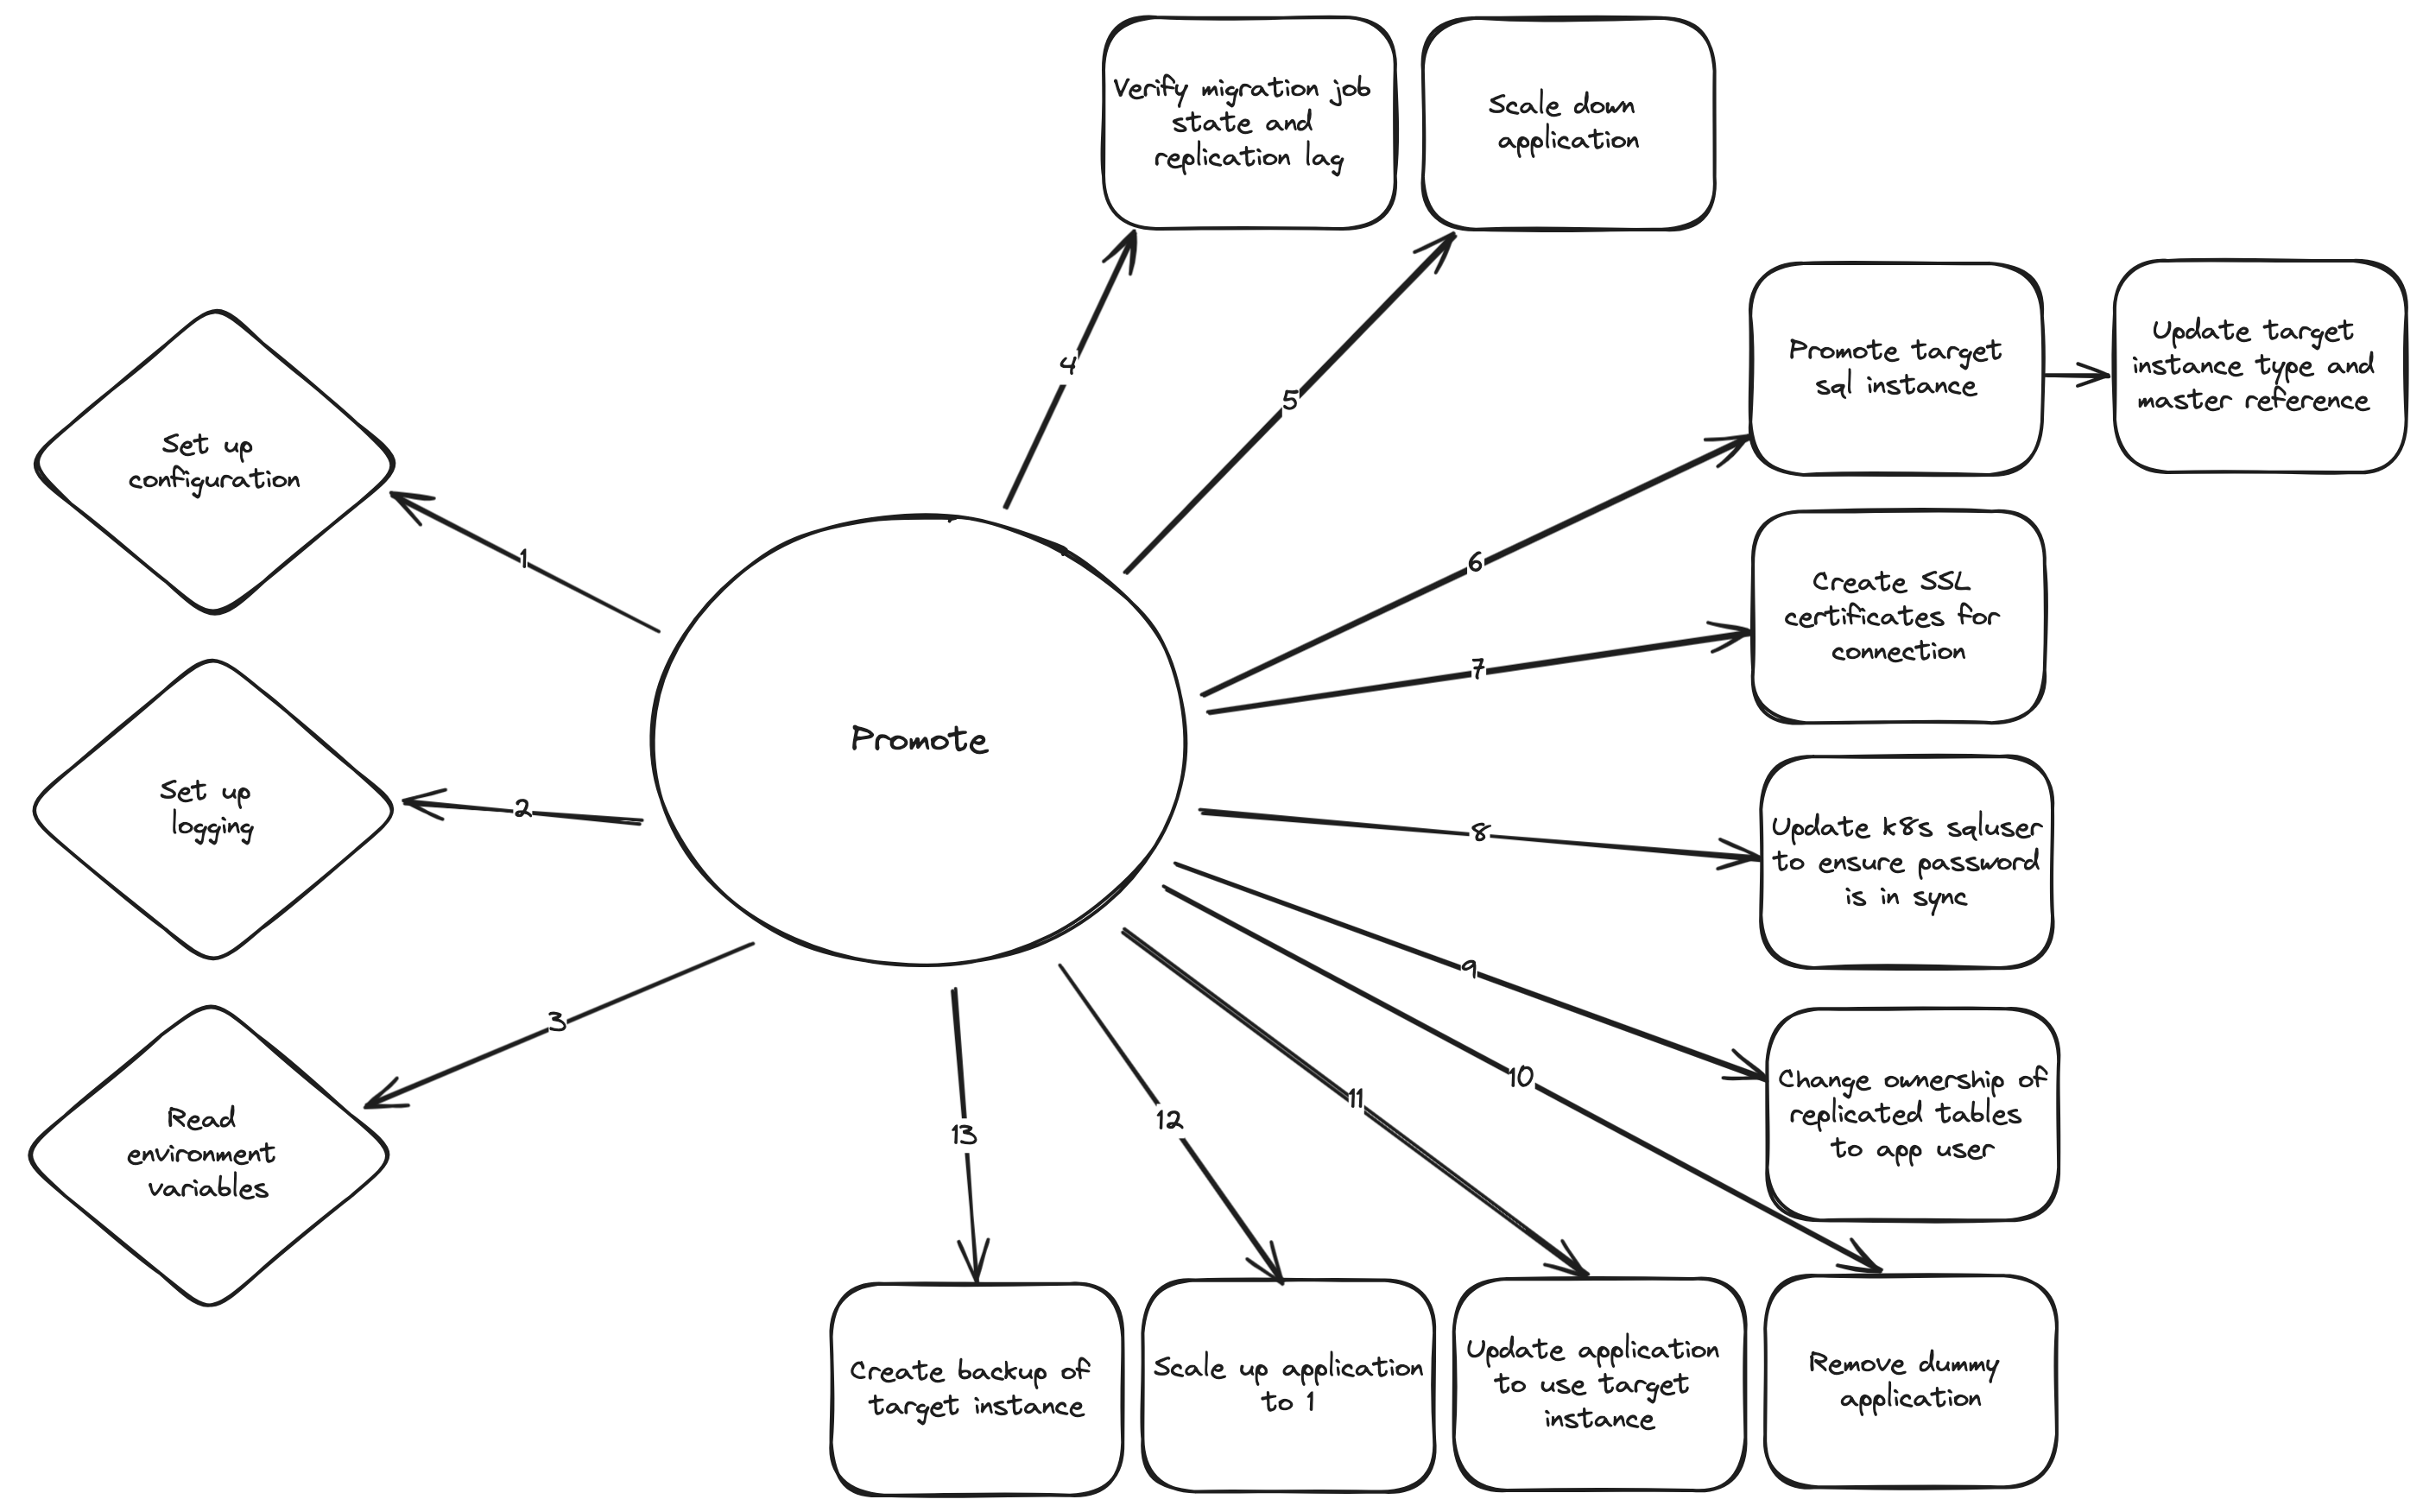 Verify migration job
state and
replication lag
Scale down
application
Promote target
sql instance
Update target
instance type and
master reference
4
5
Set up
configuration
1
6
Create SSL
certificates for
connection
7
Promote
Set up
logging
2
8
Update k8s sqluser
to ensure password
is in sync
3
9
Read
environment
variables
10
11
12
13
Change ownership of
replicated tables
to app user
Create backup of
target instance
Scale up application
to 1
Update application
to use target
instance
Remove dummy
application